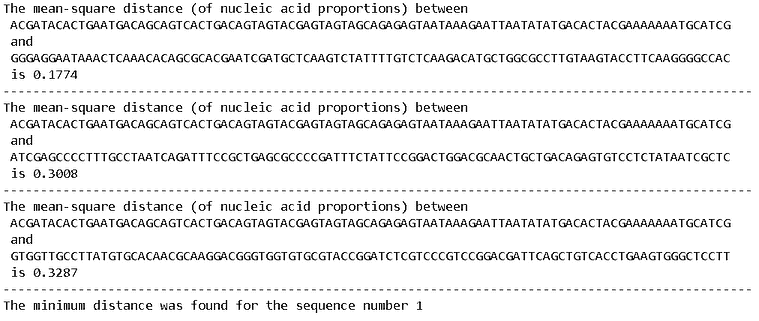 The mean-square distance (of nucleic acid proportions) between
ACGATACACTGAATGACAGCAGTCACTGACAGTAGTACGAGTAGTAGCAGAGAGTAATAAAGAATTAATATATGACACTACGAAAAAAATGCATCG
and
GGGAGGAATAAACTCAAACACAGCGCACGAATCGATGCTCAAGTCTATTTTGTCTCAAGACATGCTGGCGCCTTGTAAGTACCTTCAAGGGGCCAC
is 0.1774
----------------------------------------------------------------------------------------------------
The mean-square distance (of nucleic acid proportions) between
ACGATACACTGAATGACAGCAGTCACTGACAGTAGTACGAGTAGTAGCAGAGAGTAATAAAGAATTAATATATGACACTACGAAAAAAATGCATCG
and
ATCGAGCCCCTTTGCCTAATCAGATTTCCGCTGAGCGCCCCGATTTCTATTCCGGACTGGACGCAACTGCTGACAGAGTGTCCTCTATAATCGCTC
is 0.3008
----------------------------------------------------------------------------------------------------
The mean-square distance (of nucleic acid proportions) between
ACGATACACTGAATGACAGCAGTCACTGACAGTAGTACGAGTAGTAGCAGAGAGTAATAAAGAATTAATATATGACACTACGAAAAAAATGCATCG
and
GTGGTTGCCTTATGTGCACAACGCAAGGACGGGTGGTGTGCGTACCGGATCTCGTCCCGTCCGGACGATTCAGCTGTCACCTGAAGTGGGCTCCTT
is 0.3287
----------------------------------------------------------------------------------------------------
The minimum distance was found for the sequence number 1